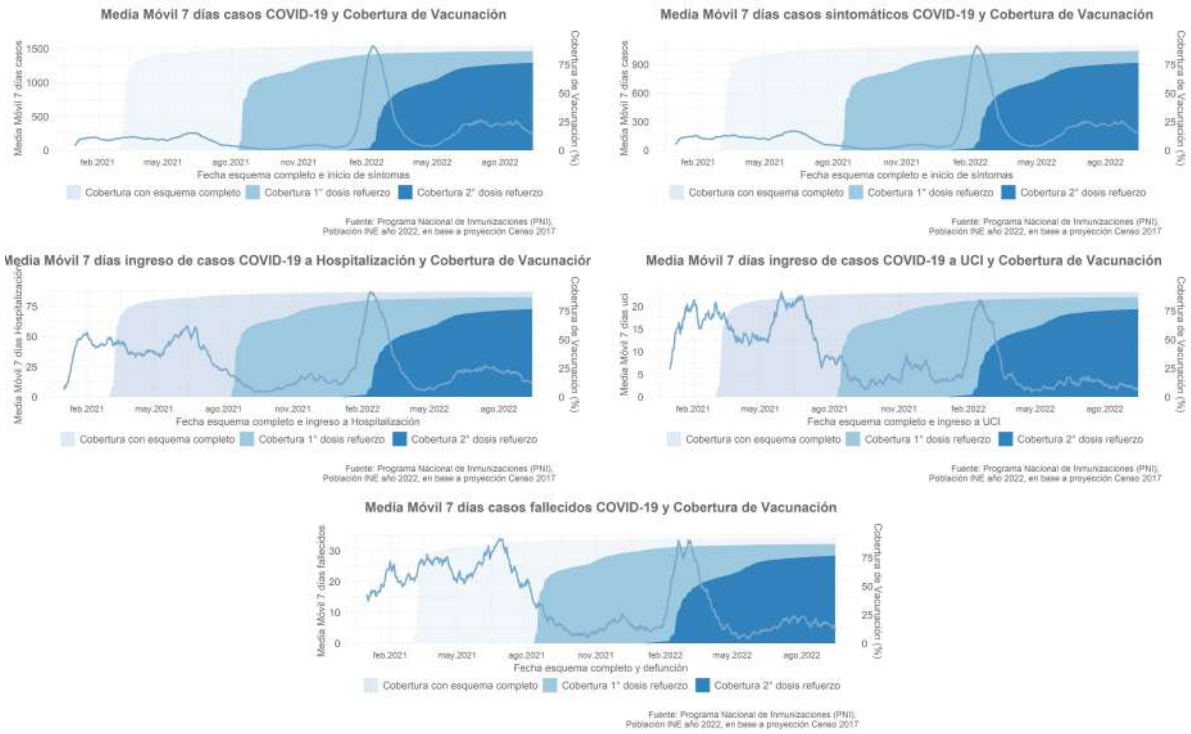 Media Móvil 7 días casos COVID-19 y Cobertura de Vacunación
Media Móvil 7 días casos
1500
1000
500
0
Cobertura de Vacunación (%)
75
50
25
0
feb.2021 may.2021 ago.2021 nov.2021 feb.2022 may.2022 ago.2022
Fecha esquema completo e inicio de síntomas
Cobertura con esquema completo Cobertura 1° dosis refuerzo Cobertura 2° dosis refuerzo
Fuente: Programa Nacional de Inmunizaciones (PNI),
Población INE año 2022, en base a proyección Censo 2017
Media Móvil 7 días casos sintomáticos COVID-19 y Cobertura de Vacunación
Media Móvil 7 días casos
900
600
300
0
Cobertura de Vacunación (%)
75
50
25
0
feb.2021 may.2021 ago.2021 nov.2021 feb.2022 may.2022 ago.2022
Fecha esquema completo e inicio de síntomas
Cobertura con esquema completo Cobertura 1° dosis refuerzo Cobertura 2° dosis refuerzo
Fuente: Programa Nacional de Inmunizaciones (PNI),
Población INE año 2022, en base a proyección Censo 2017
Media Móvil 7 días ingreso de casos COVID-19 a Hospitalización y Cobertura de Vacunación
Media Móvil 7 días Hospitalización
75
50
25
0
Cobertura de Vacunación (%)
75
50
25
0
feb.2021 may.2021 ago.2021 nov.2021 feb.2022 may.2022 ago.2022
Fecha esquema completo e ingreso a Hospitalización
Cobertura con esquema completo Cobertura 1° dosis refuerzo Cobertura 2° dosis refuerzo
Fuente: Programa Nacional de Inmunizaciones (PNI),
Población INE año 2022, en base a proyección Censo 2017
Media Móvil 7 días ingreso de casos COVID-19 a UCI y Cobertura de Vacunación
Media Móvil 7 días uci
20
15
10
5
0
Cobertura de Vacunación (%)
75
50
25
0
feb.2021 may.2021 ago.2021 nov.2021 feb.2022 may.2022 ago.2022
Fecha esquema completo e ingreso a UCI
Cobertura con esquema completo Cobertura 1° dosis refuerzo Cobertura 2° dosis refuerzo
Fuente: Programa Nacional de Inmunizaciones (PNI),
Población INE año 2022, en base a proyección Censo 2017
Media Móvil 7 días casos fallecidos COVID-19 y Cobertura de Vacunación
Media Móvil 7 días fallecidos
30
20
10
0
Cobertura de Vacunación (%)
75
50
25
0
feb.2021 may.2021 ago.2021 nov.2021 feb.2022 may.2022 ago.2022
Fecha esquema completo y defunción
Cobertura con esquema completo Cobertura 1° dosis refuerzo Cobertura 2° dosis refuerzo
Fuente: Programa Nacional de Inmunizaciones (PNI),
Población INE año 2022, en base a proyección Censo 2017